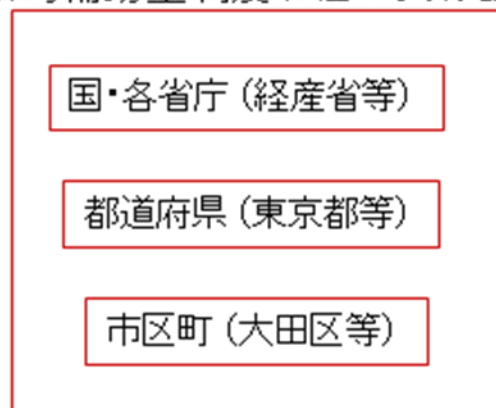 国・各省庁（経産省等）
都道府県（東京都等）
市区町（大田区等）